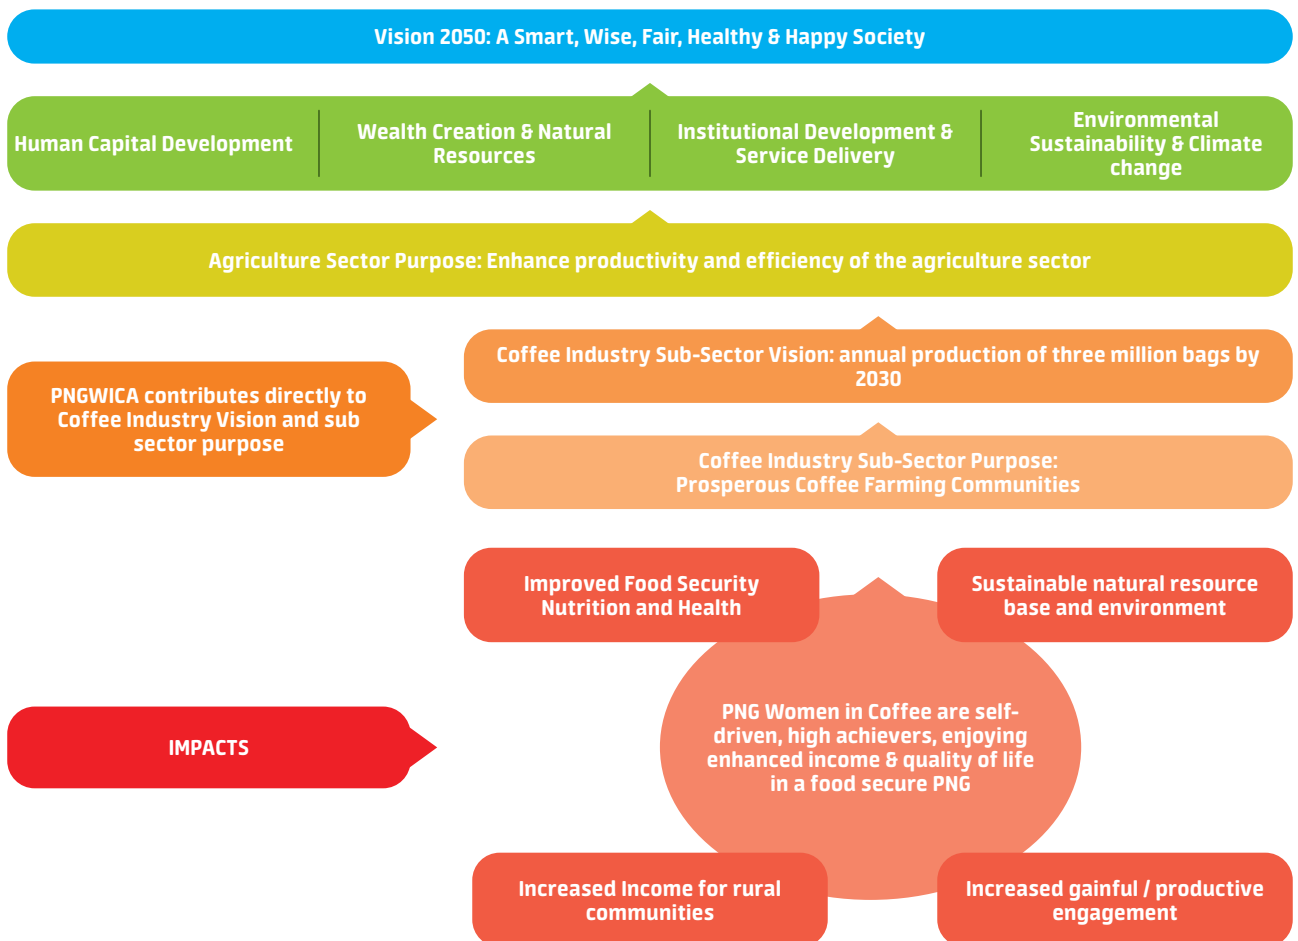 Vision 2050: A Smart, Wise, Fair, Healthy & Happy Society
Human Capital Development
Wealth Creation & Natural
Resources
Institutional Development &
Service Delivery
Environmental
Sustainability & Climate
change
Agriculture Sector Purpose: Enhance productivity and efficiency of the agriculture sector
PNGWICA contributes directly to
Coffee Industry Vision and sub
sector purpose
Coffee Industry Sub-Sector Vision: annual production of three million bags by
2030
Coffee Industry Sub-Sector Purpose:
Prosperous Coffee Farming Communities
Improved Food Security
Nutrition and Health
Sustainable natural resource
base and environment
IMPACTS
PNG Women in Coffee are self-
driven, high achievers, enjoying
enhanced income & quality of life
in a food secure PNG
Increased Income for rural
communities
Increased gainful / productive
engagement